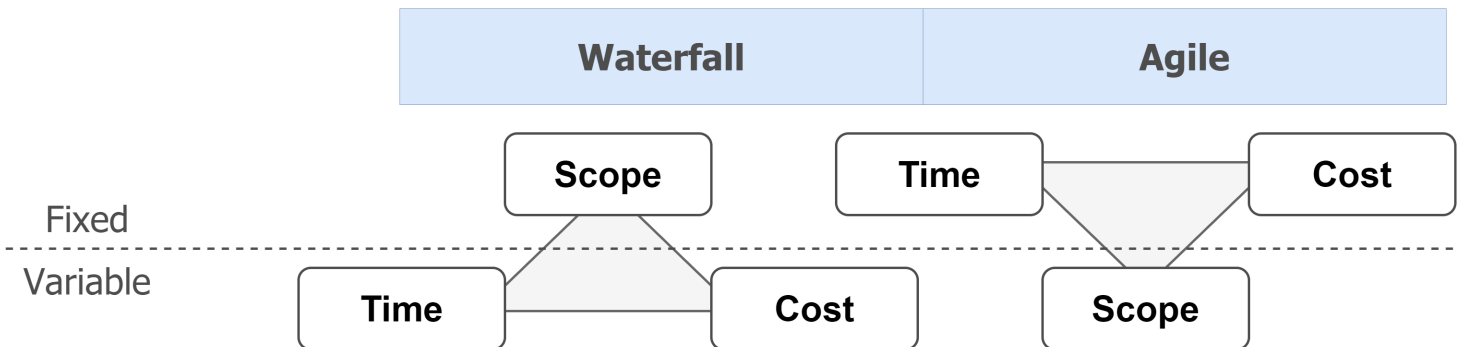 Waterfall Agile
Scope Time Cost
Fixed
Variable
Time Cost Scope